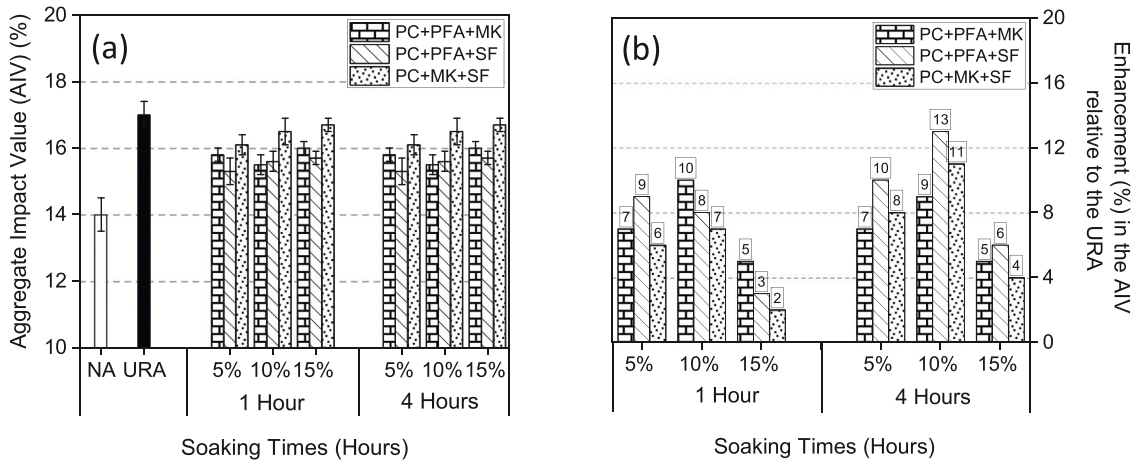 Aggregate Impact Value (AIV) (%)
20
18
16
14
12
10
(a)
PC+PFA+MK
PC+PFA+SF
PC+MK+SF
NA URA 5% 10% 15% 5% 10% 15%
1 Hour 4 Hours
Soaking Times (Hours)
(b)
PC+PFA+MK
PC+PFA+SF
PC+MK+SF
7 9 6 10 8 7 5 3 2
7 10 8 9 13 11 5 6 4
20
16
12
8
4
0
Enhancement (%) in the AIV
relative to the URA
5% 10% 15% 5% 10% 15%
1 Hour 4 Hours
Soaking Times (Hours)